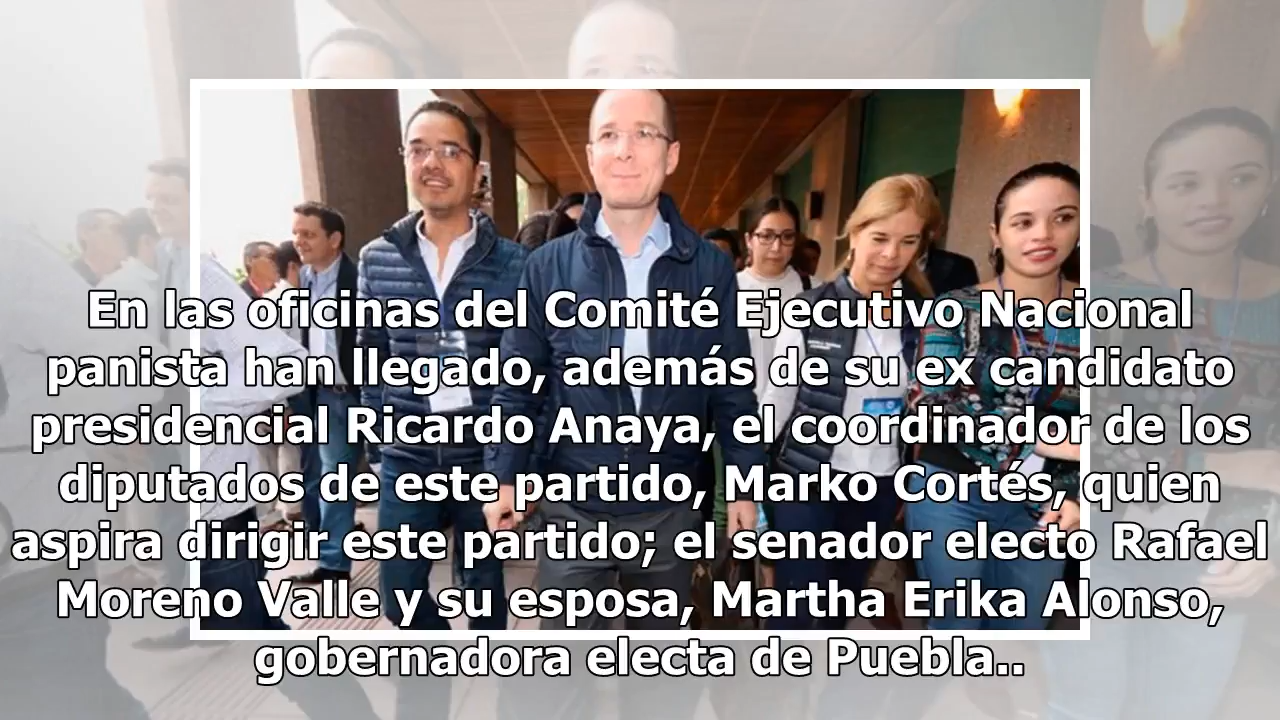 En las oficinas del Comité Ejecutivo Nacional
panista han llegado, además de su ex candidato
presidencial Ricardo Anaya, el coordinador de los
diputados de este partido, Marko Cortés, quien
aspira dirigir este partido; el senador electo Rafael
Moreno Valle y su esposa, Martha Erika Alonso,
gobernadora electa de Puebla..